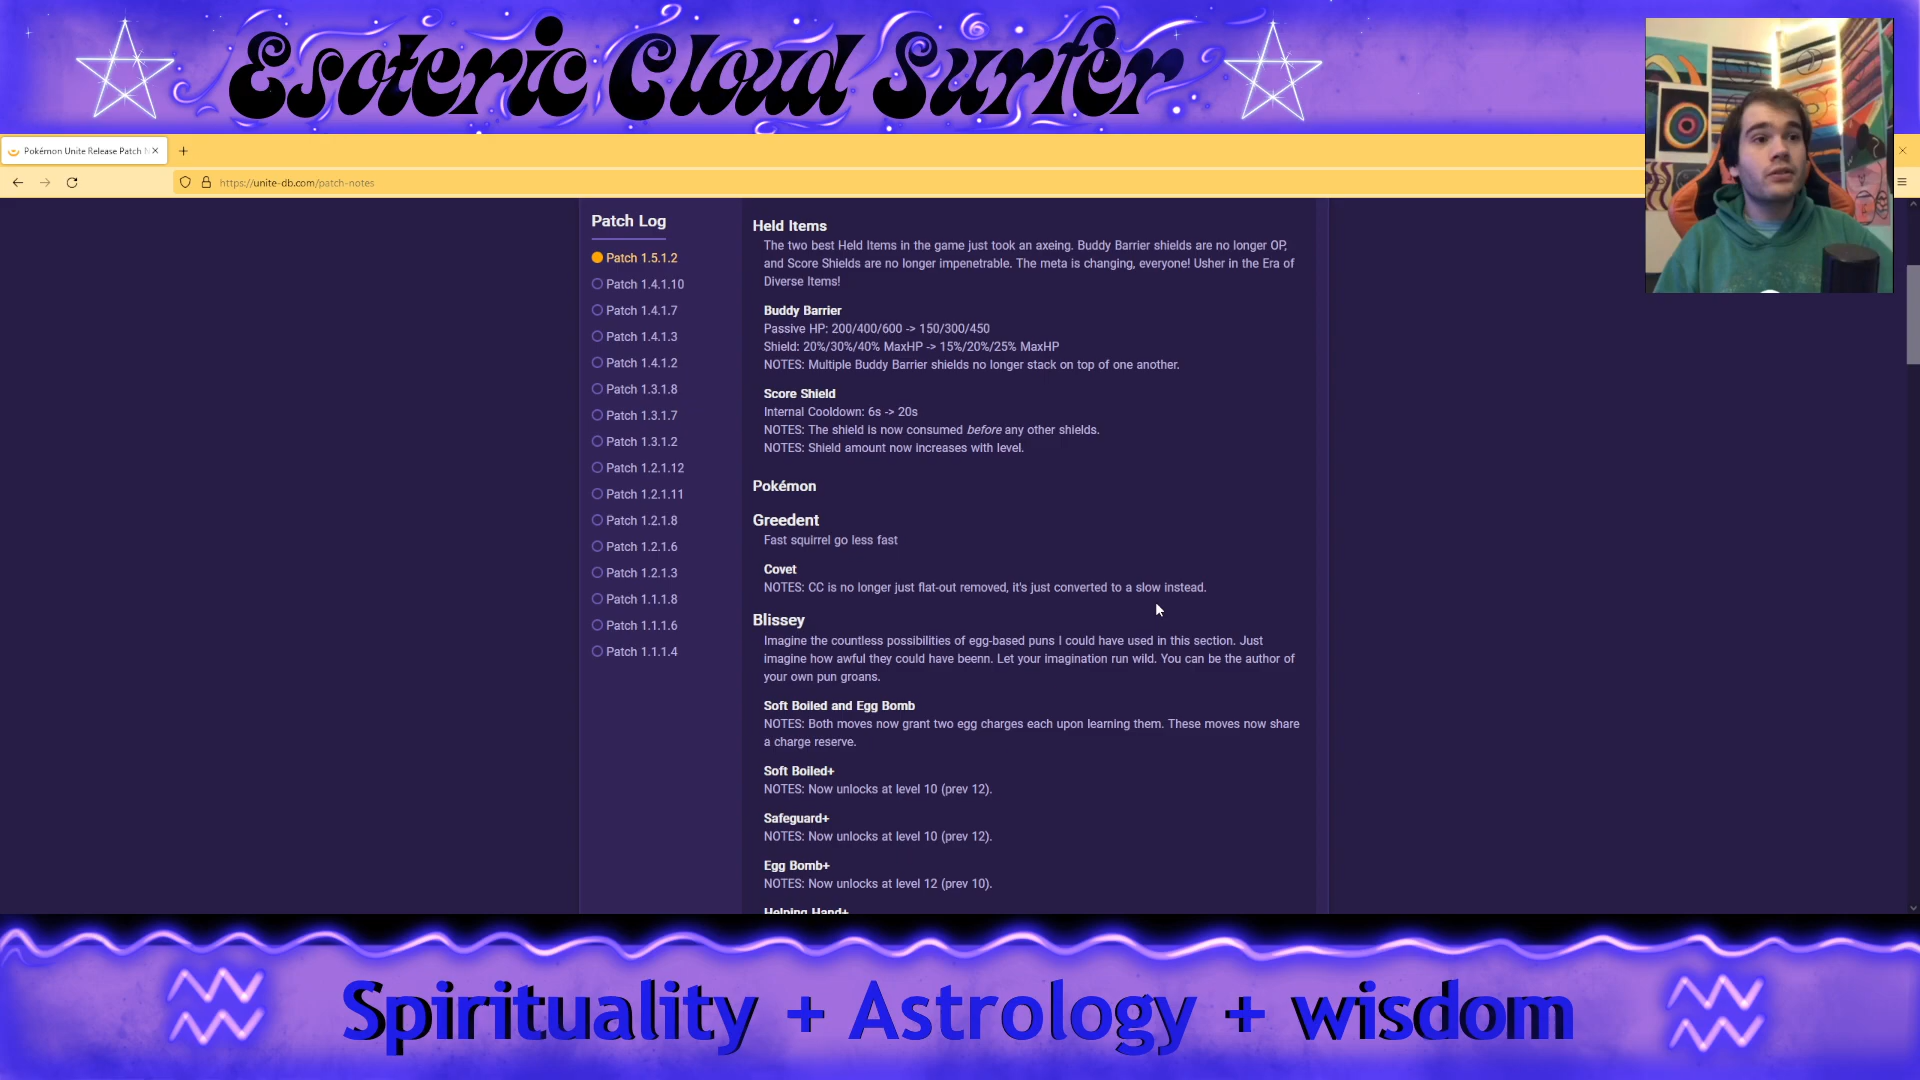 Esoteric Cloud Surfer
Pokémon Unite Release Patch N
https://unite-db.com/patch-notes
Patch Log
Patch 1.5.1.2
Patch 1.4.1.10
Patch 1.4.1.7
Patch 1.4.1.3
Patch 1.4.1.2
Patch 1.3.1.8
Patch 1.3.1.7
Patch 1.3.1.2
Patch 1.2.1.12
Patch 1.2.1.11
Patch 1.2.1.8
Patch 1.2.1.6
Patch 1.2.1.3
Patch 1.1.1.8
Patch 1.1.1.6
Patch 1.1.1.4
Held Items
The two best Held Items in the game just took an axeing. Buddy Barrier shields are no longer OP,
and Score Shields are no longer impenetrable. The meta is changing, everyone! Usher in the Era of
Diverse Items!
Buddy Barrier
Passive HP: 200/400/600 -> 150/300/450
Shield: 20%/30%/40% MaxHP -> 15%/20%/25% MaxHP
NOTES: Multiple Buddy Barrier shields no longer stack on top of one another.
Score Shield
Internal Cooldown: 6s -> 20s
NOTES: The shield is now consumed before any other shields.
NOTES: Shield amount now increases with level.
Pokémon
Greedent
Fast squirrel go less fast
Covet
NOTES: CC is no longer just flat-out removed, it's just converted to a slow instead.
Blissey
Imagine the countless possibilities of egg-based puns I could have used in this section. Just
imagine how awful they could have beenn. Let your imagination run wild. You can be the author of
your own pun groans.
Soft Boiled and Egg Bomb
NOTES: Both moves now grant two egg charges each upon learning them. These moves now share
a charge reserve.
Soft Boiled+
NOTES: Now unlocks at level 10 (prev 12).
Safeguard+
NOTES: Now unlocks at level 10 (prev 12).
Egg Bomb+
NOTES: Now unlocks at level 12 (prev 10).
Helping Hand+
Spirituality + Astrology + wisdom